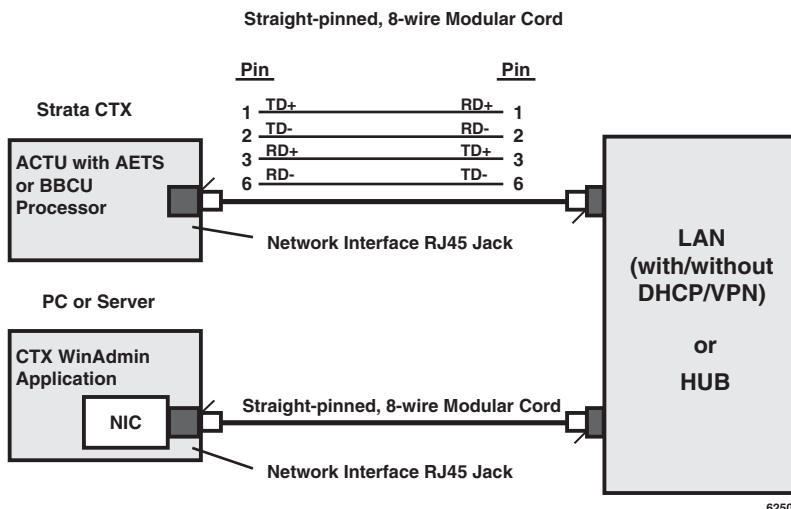 Straight-pinned, 8-wire Modular Cord
Pin Pin
1 TD+ RD+ 1
2 TD- RD- 2
3 RD+ TD+ 3
6 RD- TD- 6
Strata CTX
ACTU with AETS
or BBCU
Processor
Network Interface RJ45 Jack
LAN
(with/without
DHCP/VPN)
or
HUB
PC or Server
CTX WinAdmin
Application
NIC
Straight-pinned, 8-wire Modular Cord
Network Interface RJ45 Jack
6250